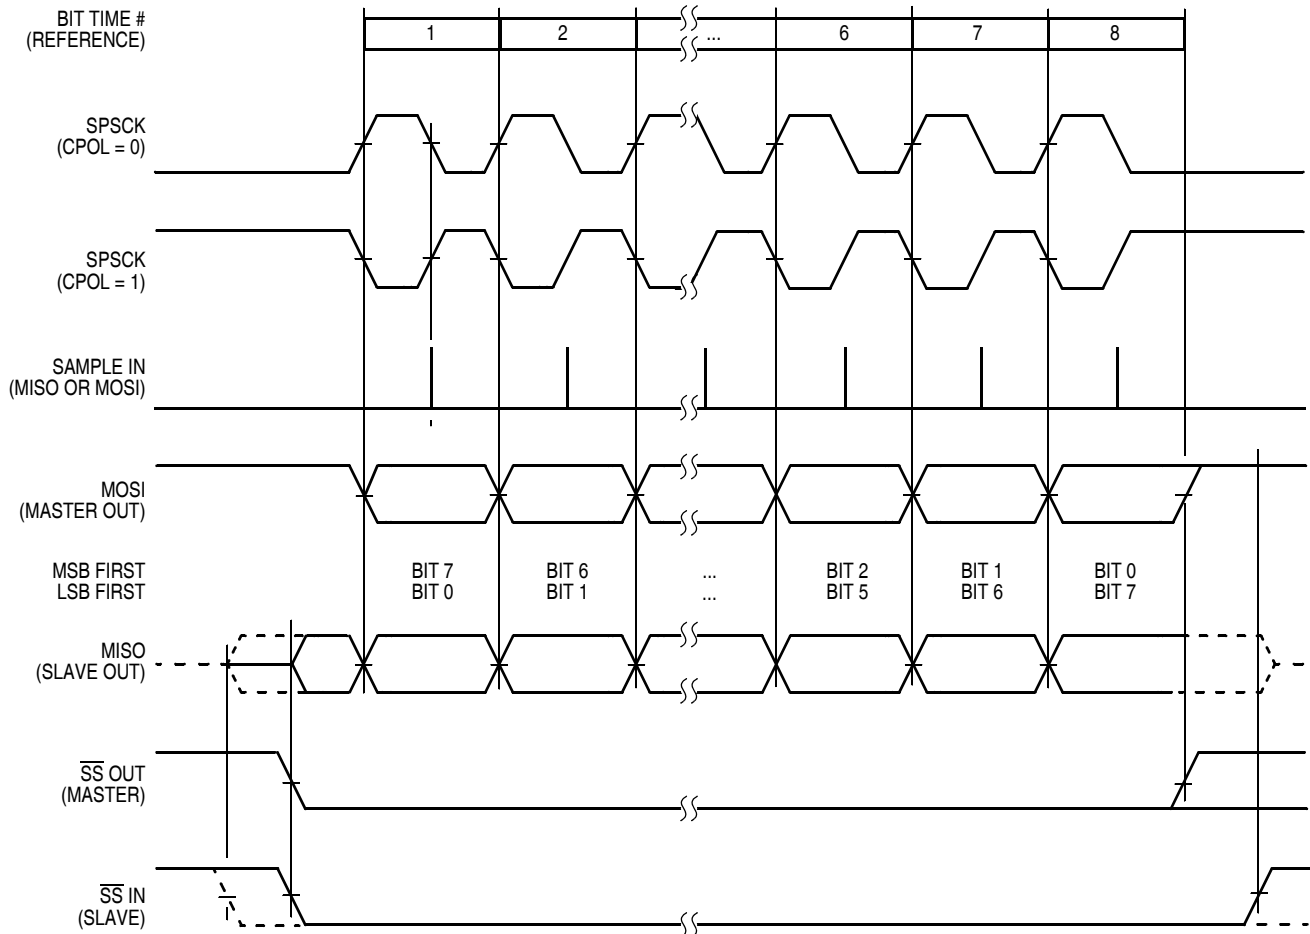 BIT TIME #
(REFERENCE)
1 2 ... 6 7 8
SPSCK
(CPOL = 0)
SPSCK
(CPOL = 1)
SAMPLE IN
(MISO OR MOSI)
MOSI
(MASTER OUT)
MSB FIRST BIT 7 BIT 6 ... BIT 2 BIT 1 BIT 0
LSB FIRST BIT 0 BIT 1 ... BIT 5 BIT 6 BIT 7
MISO
(SLAVE OUT)
S̅S̅ OUT
(MASTER)
S̅S̅ IN
(SLAVE)